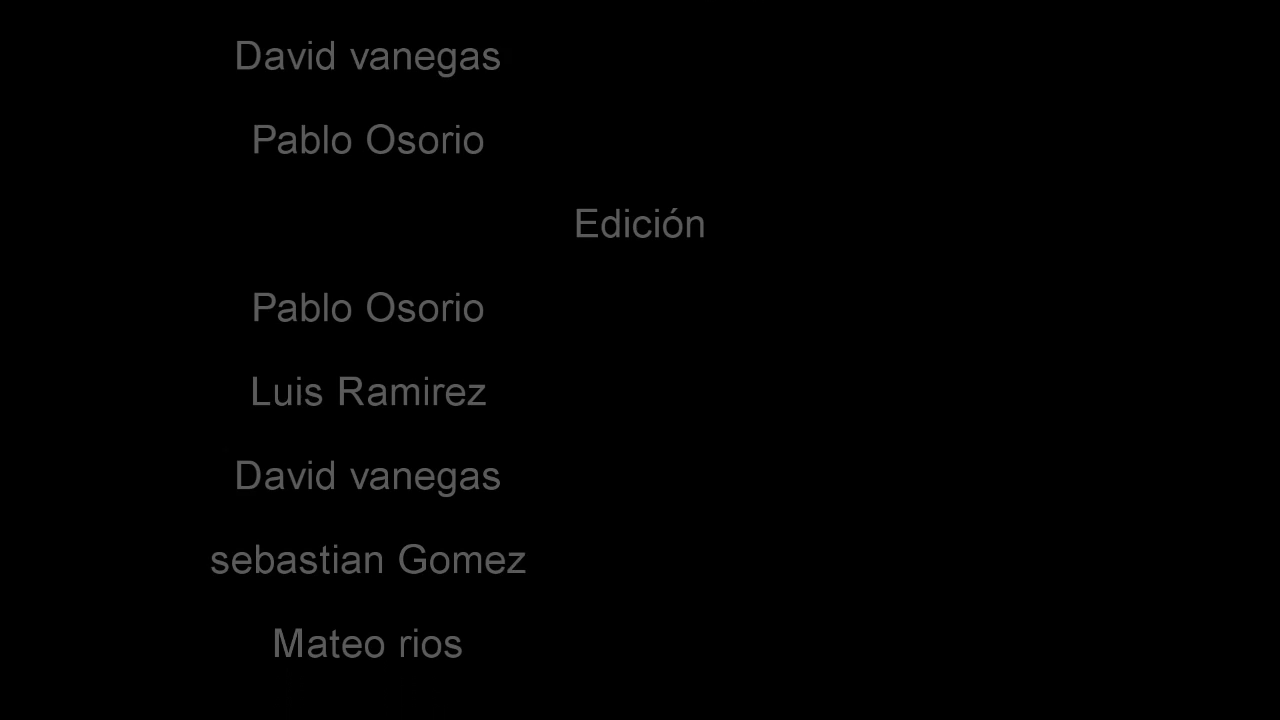 David vanegas
Pablo Osorio
Edición
Pablo Osorio
Luis Ramirez
David vanegas
sebastian Gomez
Mateo rios